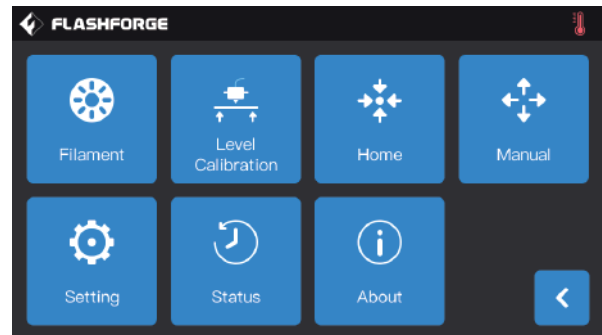 FLASHFORGE
Filament
Level
Calibration
Home
Manual
Setting
Status
About